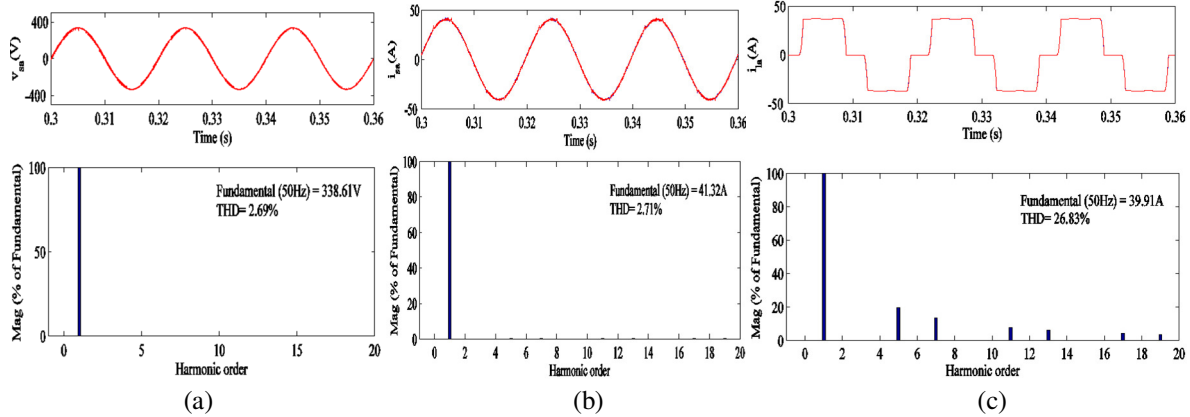 v_sa(V)
400
0
-400
0.3 0.31 0.32 0.33 0.34 0.35 0.36
Time (s)
Mag (% of Fundamental)
100
50
0
Fundamental (50Hz) = 338.61V
THD= 2.69%
0 5 10 15 20
Harmonic order
(a)
i_sa(A)
50
0
-50
0.3 0.31 0.32 0.33 0.34 0.35 0.36
Time (s)
Mag (% of Fundamental)
100
80
60
40
20
0
Fundamental (50Hz) = 41.32A
THD= 2.71%
0 2 4 6 8 10 12 14 16 18 20
Harmonic order
(b)
i_la(A)
50
0
-50
0.3 0.31 0.32 0.33 0.34 0.35 0.36
Time (s)
Mag (% of Fundamental)
100
80
60
40
20
0
Fundamental (50Hz) = 39.91A
THD= 26.83%
0 2 4 6 8 10 12 14 16 18 20
Harmonic order
(c)